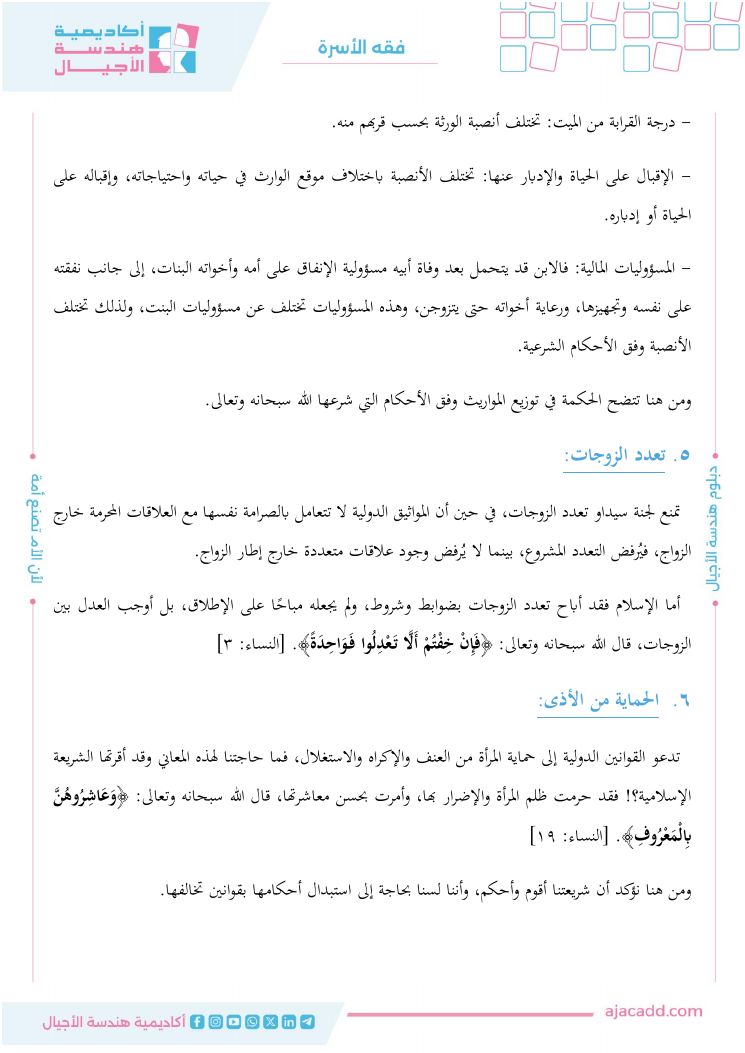 أكاديمية
هندسة
الأجيال
فقه الأسرة
– درجة القرابة من الميت: تختلف أنصبة الورثة بحسب قربهم منه.
– الإقبال على الحياة والإدبار عنها: تختلف الأنصبة باختلاف موقع الوارث في حياته واحتياجاته، وإقباله على
الحياة أو إدباره.
– المسؤوليات المالية: فالابن قد يتحمل بعد وفاة أبيه مسؤولية الإنفاق على أمه وأخواته البنات، إلى جانب نفقته
على نفسه وتجهيزها، ورعاية أخواته حتى يتزوجن، وهذه المسؤوليات تختلف عن مسؤوليات البنت، ولذلك تختلف
الأنصبة وفق الأحكام الشرعية.
ومن هنا تتضح الحكمة في توزيع المواريث وفق الأحكام التي شرعها الله سبحانه وتعالى.
٥. تعدد الزوجات:
تمنع لجنة سيداو تعدد الزوجات، في حين أن المواثيق الدولية لا تتعامل بالصرامة نفسها مع العلاقات المحرمة خارج
الزواج، فيُرفض التعدد المشروع، بينما لا يُرفض وجود علاقات متعددة خارج إطار الزواج.
أما الإسلام فقد أباح تعدد الزوجات بضوابط وشروط، ولم يجعله مباحًا على الإطلاق، بل أوجب العدل بين
الزوجات، قال الله سبحانه وتعالى: ﴿فَإِنْ خِفْتُمْ أَلَّا تَعْدِلُوا فَوَاحِدَةً﴾. [النساء: ٣]
٦. الحماية من الأذى:
تدعو القوانين الدولية إلى حماية المرأة من العنف والإكراه والاستغلال، فما حاجتنا لهذه المعاني وقد أقرتها الشريعة
الإسلامية؟! فقد حرمت ظلم المرأة والإضرار بها، وأمرت بحسن معاشرتها، قال الله سبحانه وتعالى: ﴿وَعَاشِرُوهُنَّ
بِالْمَعْرُوفِ﴾. [النساء: ١٩]
ومن هنا نؤكد أن شريعتنا أقوم وأحكم، وأننا لسنا بحاجة إلى استبدال أحكامها بقوانين تخالفها.
دبلوم هندسة الأجيال
لأن الأم تصنع أمة
ajacadd.com
أكاديمية هندسة الأجيال